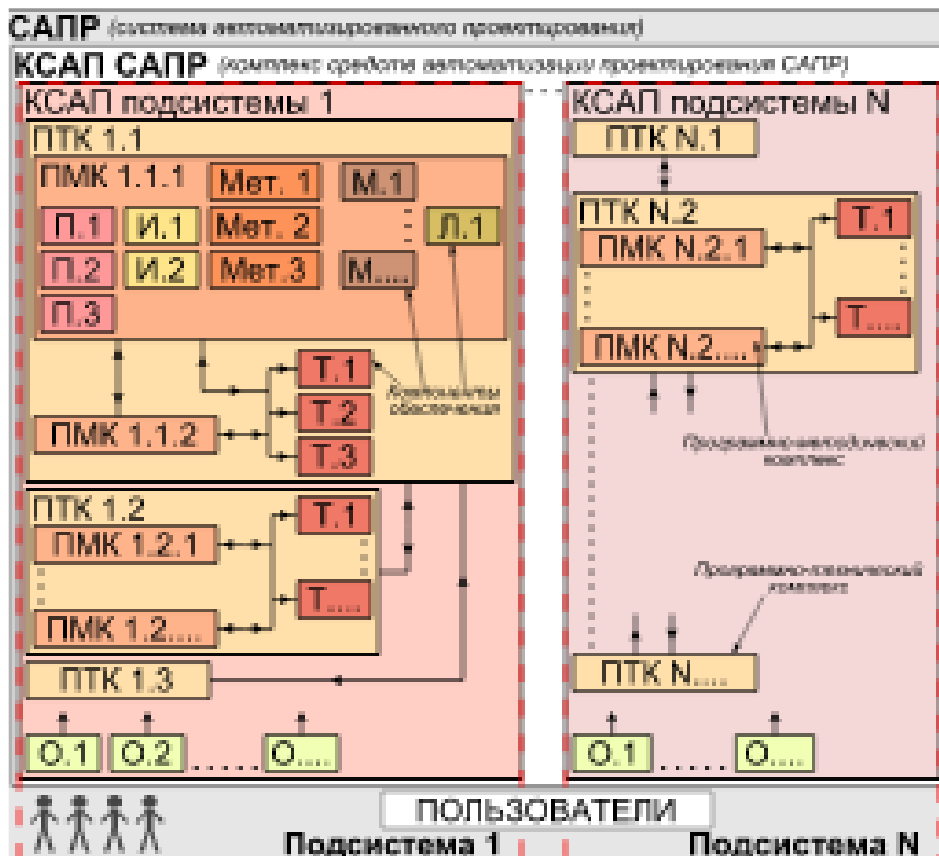 САПР (система автоматизированного проектирования)
КСАП САПР (комплекс средств автоматизации проектирования САПР)
КСАП подсистемы 1
ПТК 1.1
ПМК 1.1.1
Мет. 1
М.1
П.1
И.1
Мет. 2
Л.1
П.2
И.2
Мет.3
М....
П.3
Т.1
Компоненты
обеспечения
Т.2
ПМК 1.1.2
Т.3
ПТК 1.2
Т.1
ПМК 1.2.1
Т....
ПМК 1.2....
ПТК 1.3
О.1
О.2
О....
КСАП подсистемы N
ПТК N.1
ПТК N.2
Т.1
ПМК N.2.1
Т....
ПМК N.2....
Программно-методический
комплекс
Программно-технический
комплекс
ПТК N....
О.1
О....
ПОЛЬЗОВАТЕЛИ
Подсистема 1
Подсистема N